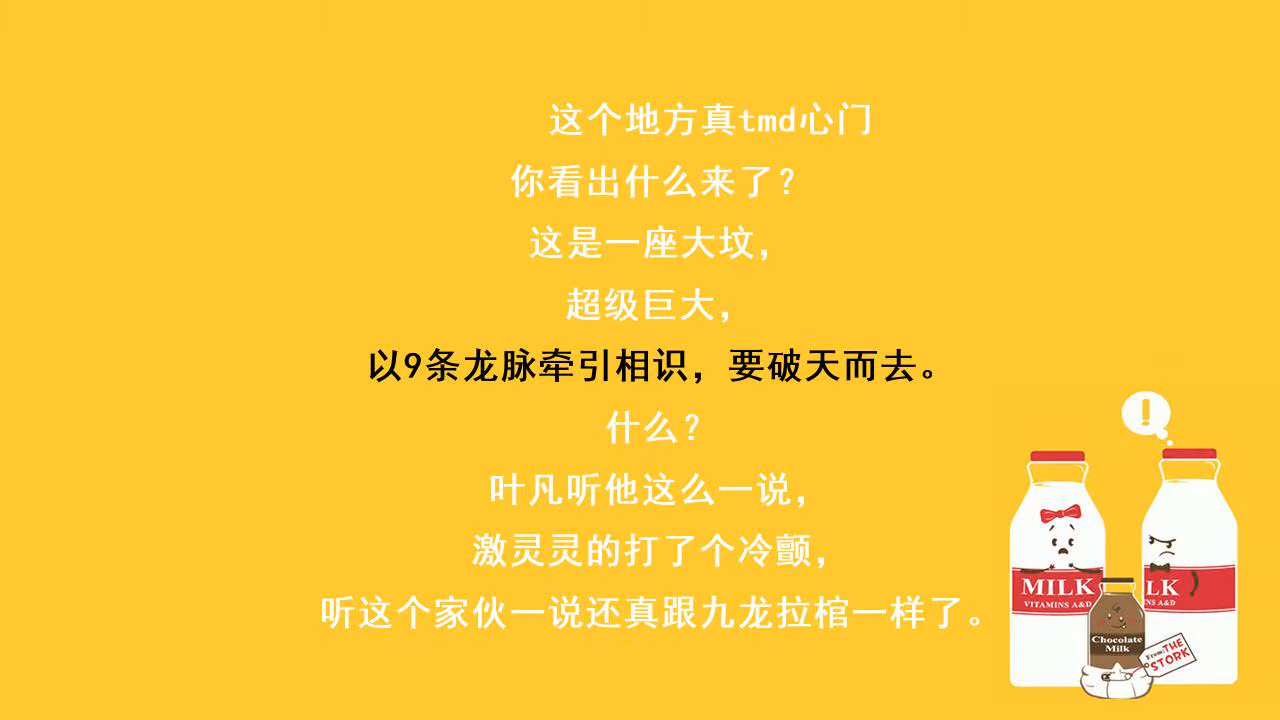 这个地方真tmd心门
你看出什么来了？
这是一座大坟，
超级巨大，
以9条龙脉牵引相识，要破天而去。
什么？
叶凡听他这么一说，
激灵灵的打了个冷颤，
听这个家伙一说还真跟九龙拉棺一样了。
!
MILK
VITAMINS A&D
LK
NS A&D
Chocolate
Milk
From: THE
STORK